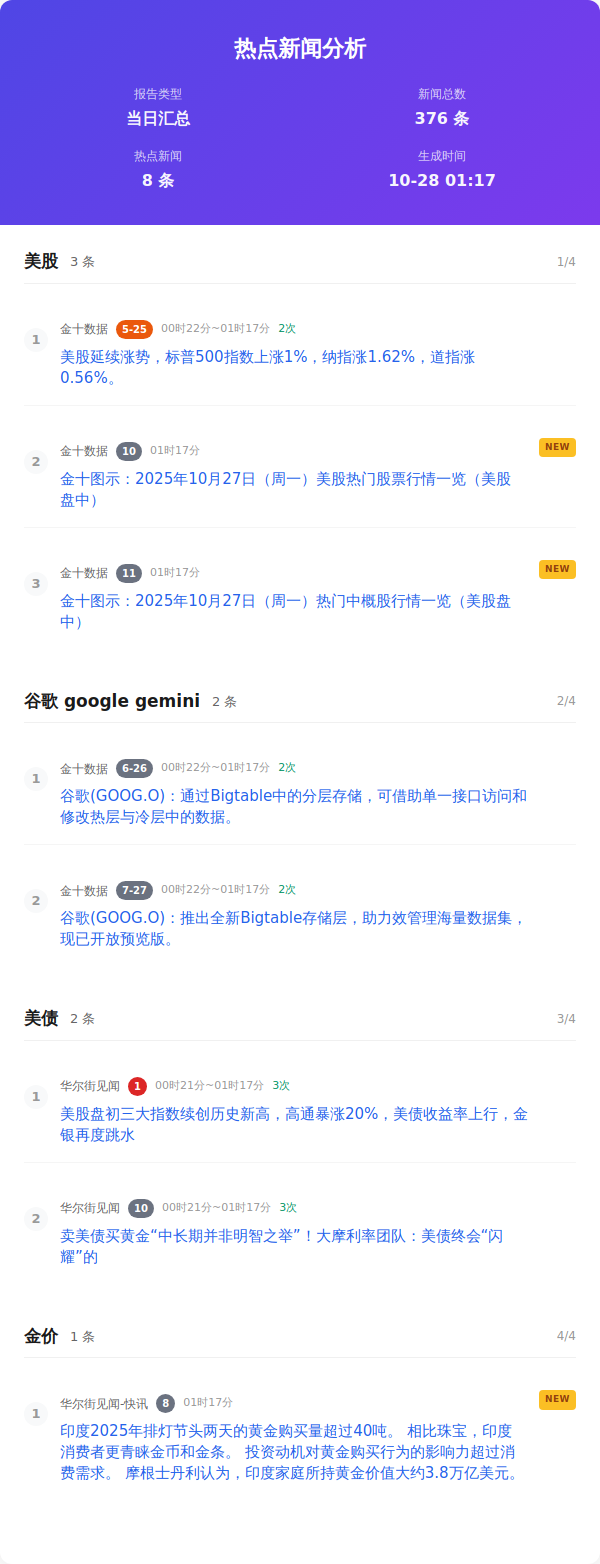 热点新闻分析
报告类型
当日汇总
新闻总数
376 条
热点新闻
8 条
生成时间
10-28 01:17
美股 3 条 1/4
1 金十数据 5-25 00时22分~01时17分 2次
美股延续涨势，标普500指数上涨1%，纳指涨1.62%，道指涨
0.56%。
2 金十数据 10 01时17分 NEW
金十图示：2025年10月27日（周一）美股热门股票行情一览（美股
盘中）
3 金十数据 11 01时17分 NEW
金十图示：2025年10月27日（周一）热门中概股行情一览（美股盘
中）
谷歌 google gemini 2 条 2/4
1 金十数据 6-26 00时22分~01时17分 2次
谷歌(GOOG.O)：通过Bigtable中的分层存储，可借助单一接口访问和
修改热层与冷层中的数据。
2 金十数据 7-27 00时22分~01时17分 2次
谷歌(GOOG.O)：推出全新Bigtable存储层，助力效管理海量数据集，
现已开放预览版。
美债 2 条 3/4
1 华尔街见闻 1 00时21分~01时17分 3次
美股盘初三大指数续创历史新高，高通暴涨20%，美债收益率上行，金
银再度跳水
2 华尔街见闻 10 00时21分~01时17分 3次
卖美债买黄金“中长期并非明智之举”！大摩利率团队：美债终会“闪
耀”的
金价 1 条 4/4
1 华尔街见闻-快讯 8 01时17分 NEW
印度2025年排灯节头两天的黄金购买量超过40吨。 相比珠宝，印度
消费者更青睐金币和金条。 投资动机对黄金购买行为的影响力超过消
费需求。 摩根士丹利认为，印度家庭所持黄金价值大约3.8万亿美元。